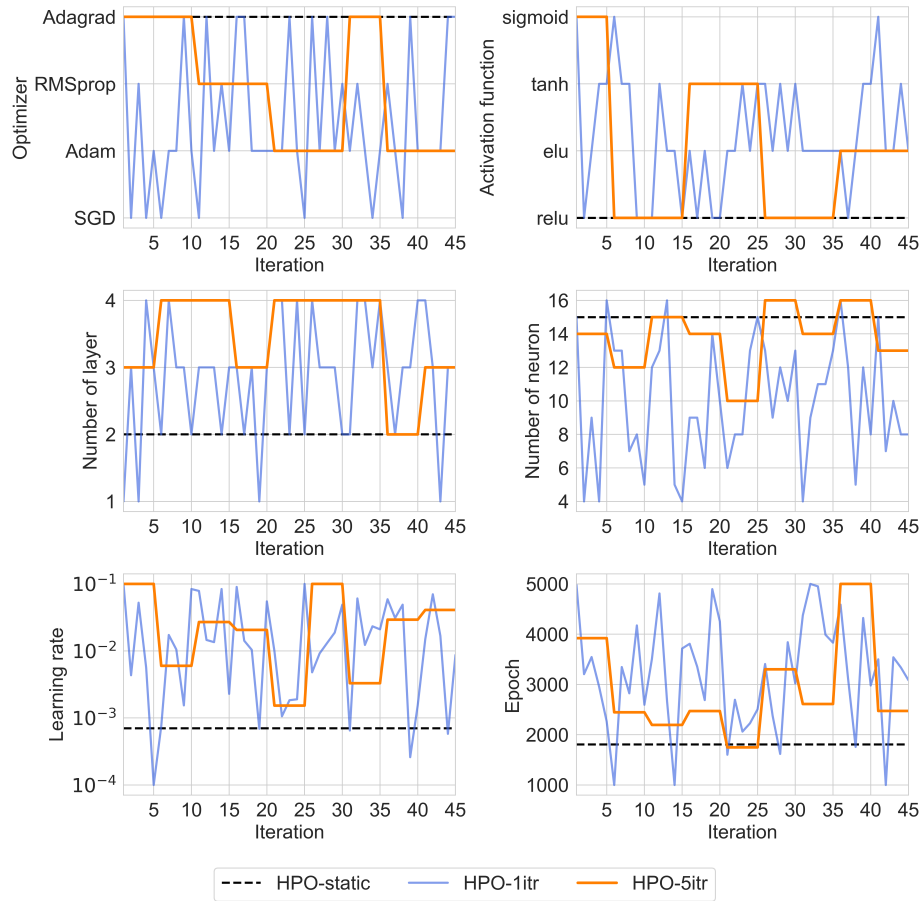 Optimizer
Adagrad
RMSprop
Adam
SGD
5 10 15 20 25 30 35 40 45
Iteration
Activation function
sigmoid
tanh
elu
relu
5 10 15 20 25 30 35 40 45
Iteration
Number of layer
4
3
2
1
5 10 15 20 25 30 35 40 45
Iteration
Number of neuron
16
14
12
10
8
6
4
5 10 15 20 25 30 35 40 45
Iteration
Learning rate
10⁻¹
10⁻²
10⁻³
10⁻⁴
5 10 15 20 25 30 35 40 45
Iteration
Epoch
5000
4000
3000
2000
1000
5 10 15 20 25 30 35 40 45
Iteration
HPO-static HPO-1itr HPO-5itr